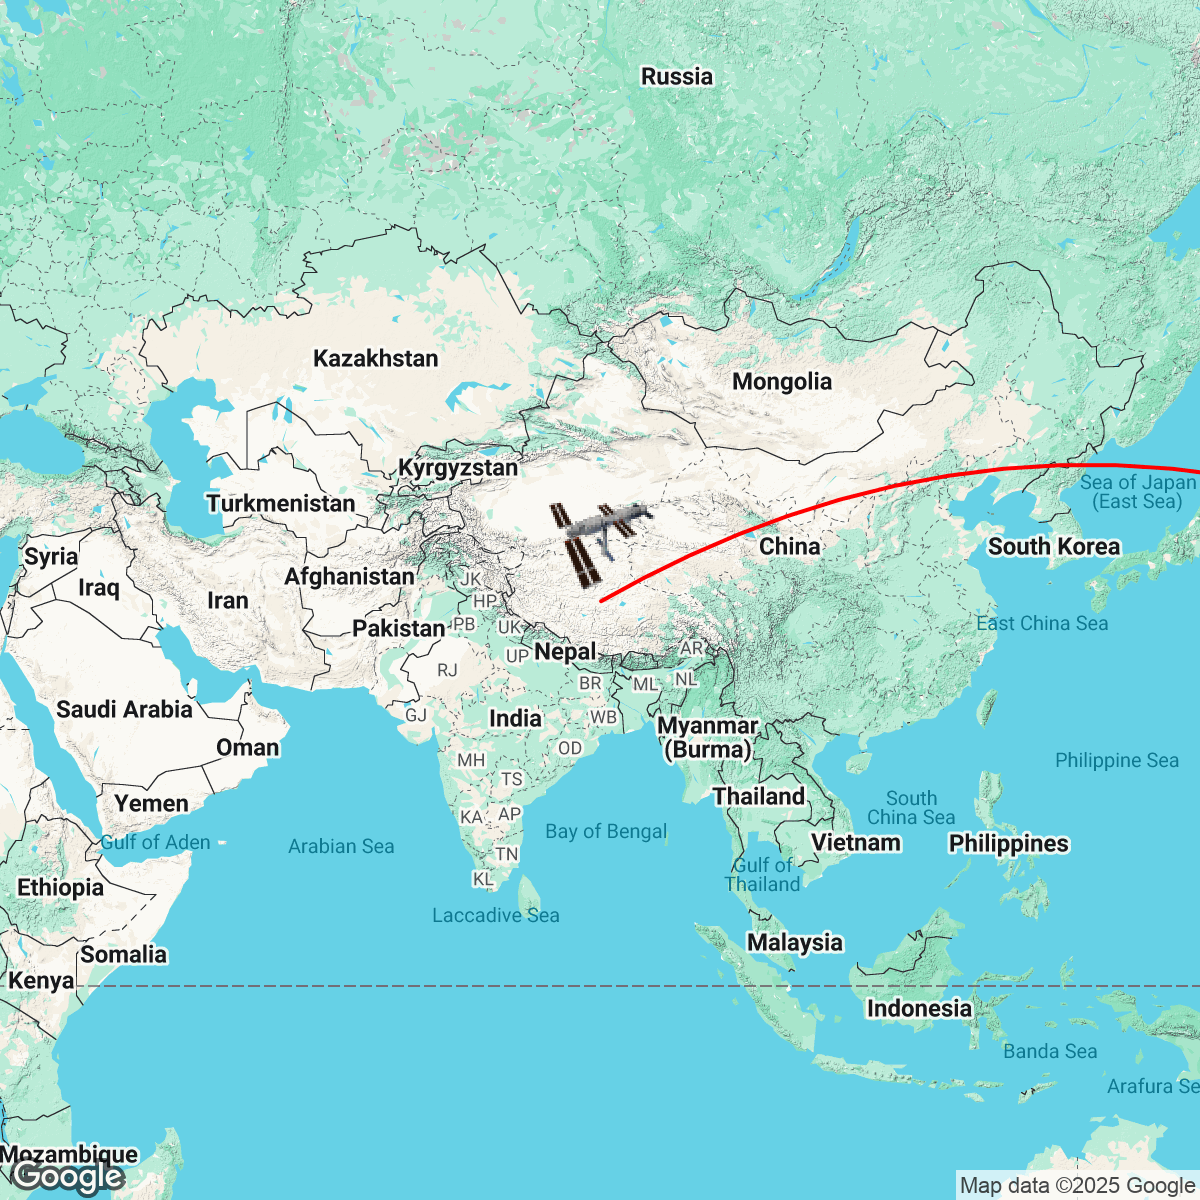 Russia
Kazakhstan
Mongolia
Kyrgyzstan
Turkmenistan
Sea of Japan
(East Sea)
China
South Korea
Syria
Iraq
Afghanistan
Iran
JK
HP
Pakistan
PB
UK
East China Sea
Nepal
UP
AR
RJ
BR
ML
NL
Saudi Arabia
GJ
India
WB
Myanmar
(Burma)
Oman
OD
MH
TS
Philippine Sea
Yemen
Thailand
South
China Sea
KA
AP
Gulf of Aden
Arabian Sea
Bay of Bengal
Vietnam
Philippines
TN
Gulf of
Thailand
KL
Ethiopia
Laccadive Sea
Malaysia
Somalia
Kenya
Indonesia
Banda Sea
Arafura Se
Mozambique
Google
Map data ©2025 Google